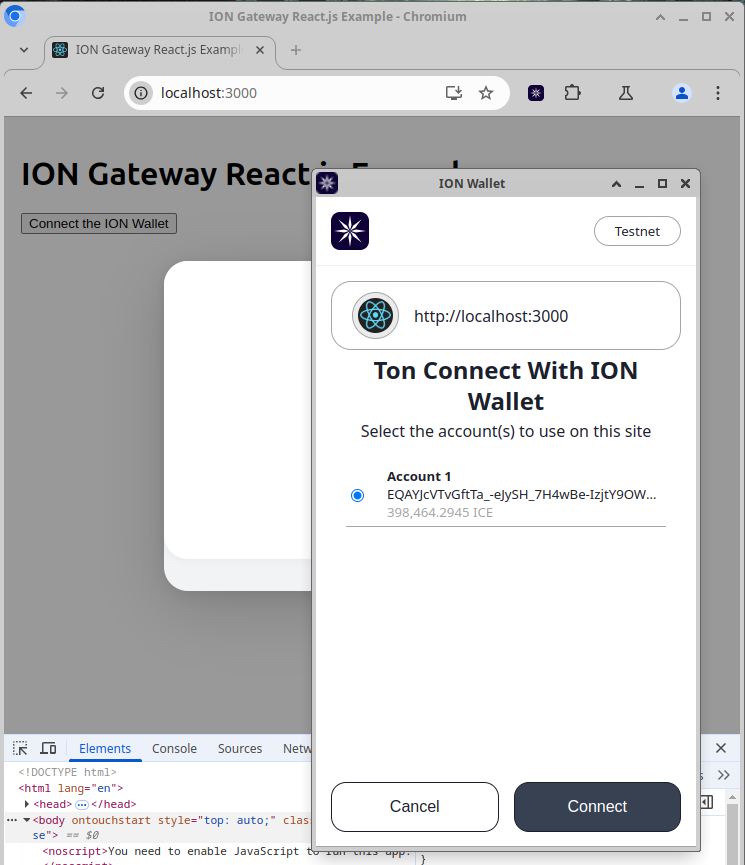 ION Gateway React.js Example - Chromium
ION Gateway React.js Exampl
localhost:3000
ION Gateway React.js Example
Connect the ION Wallet
ION Wallet
Testnet
http://localhost:3000
Ton Connect With ION
Wallet
Select the account(s) to use on this site
Account 1
EQAYJcVTvGftTa_-eJySH_7H4wBe-IzjtY9OW...
398,464.2945 ICE
Cancel
Connect
Elements
Console
Sources
Netw
<!DOCTYPE html>
<html lang="en">
<head> ⋯ </head>
<body ontouchstart style="top: auto;" clas
se"> == $0
<noscript>You need to enable JavaScript to run this app.
</noscript>
}